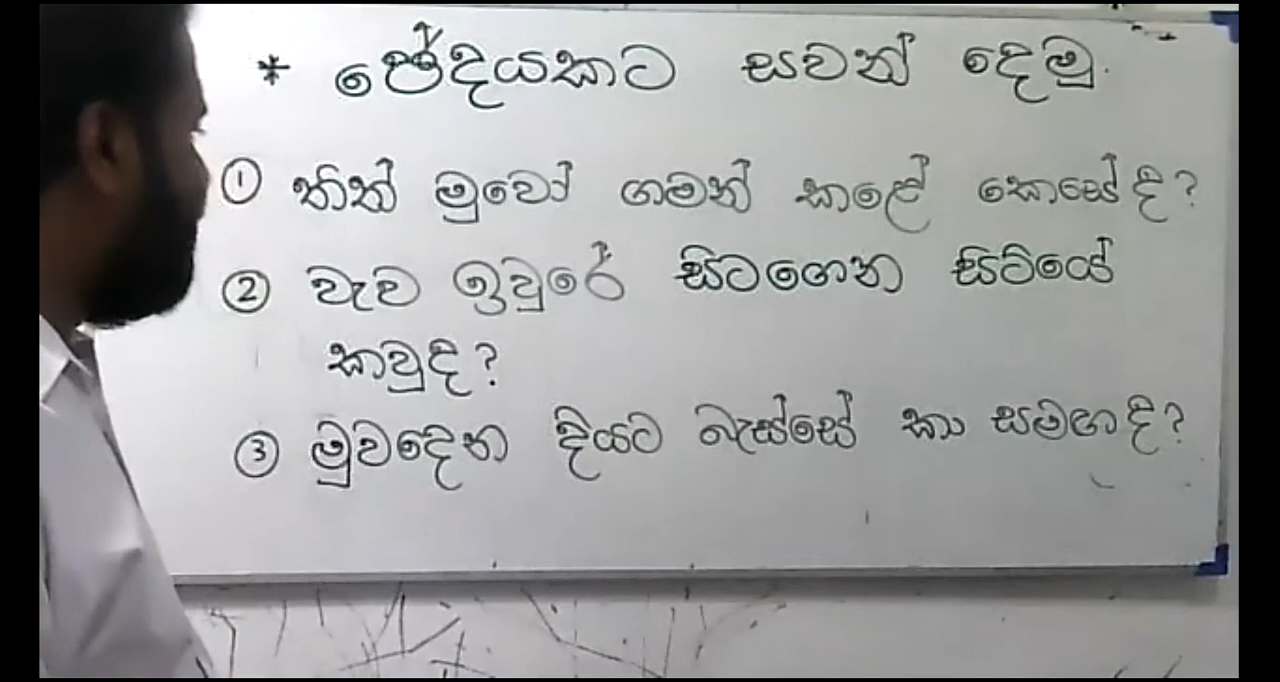 * ඡේදයකට සවන් දෙමු.
① තිත් මුවෝ ගමන් කළේ කෙසේ ද?
② වැව ඉවුරේ සිටගෙන සිටියේ
කවුද?
③ මුවදෙන දියට බැස්සේ කා සමඟ ද?